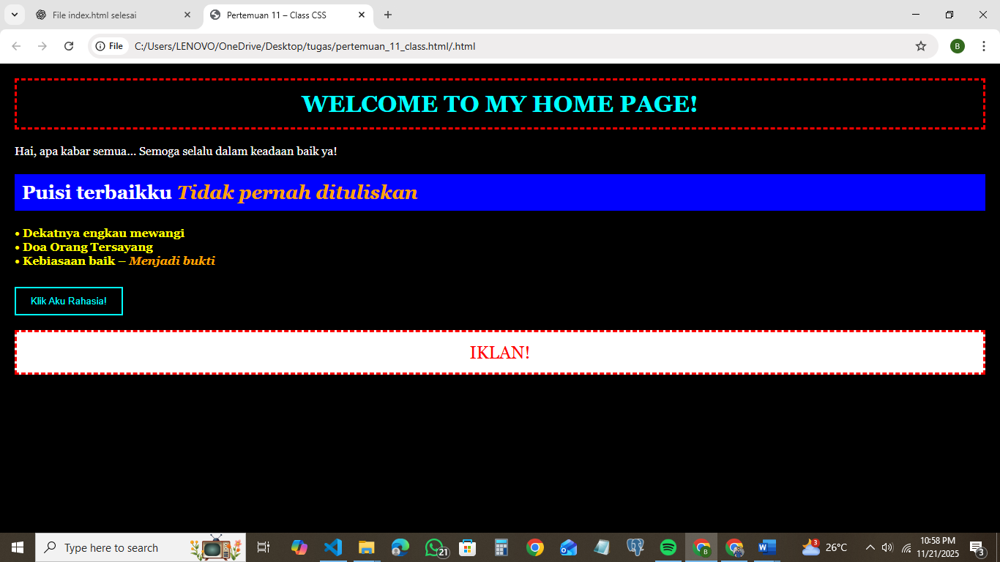 File index.html selesai
Pertemuan 11 – Class CSS
File
C:/Users/LENOVO/OneDrive/Desktop/tugas/pertemuan_11_class.html/.html
B
WELCOME TO MY HOME PAGE!
Hai, apa kabar semua... Semoga selalu dalam keadaan baik ya!
Puisi terbaikku Tidak pernah dituliskan
• Dekatnya engkau mewangi
• Doa Orang Tersayang
• Kebiasaan baik – Menjadi bukti
Klik Aku Rahasia!
IKLAN!
Type here to search
21
B
W
3
26°C
10:58 PM
11/21/2025
3